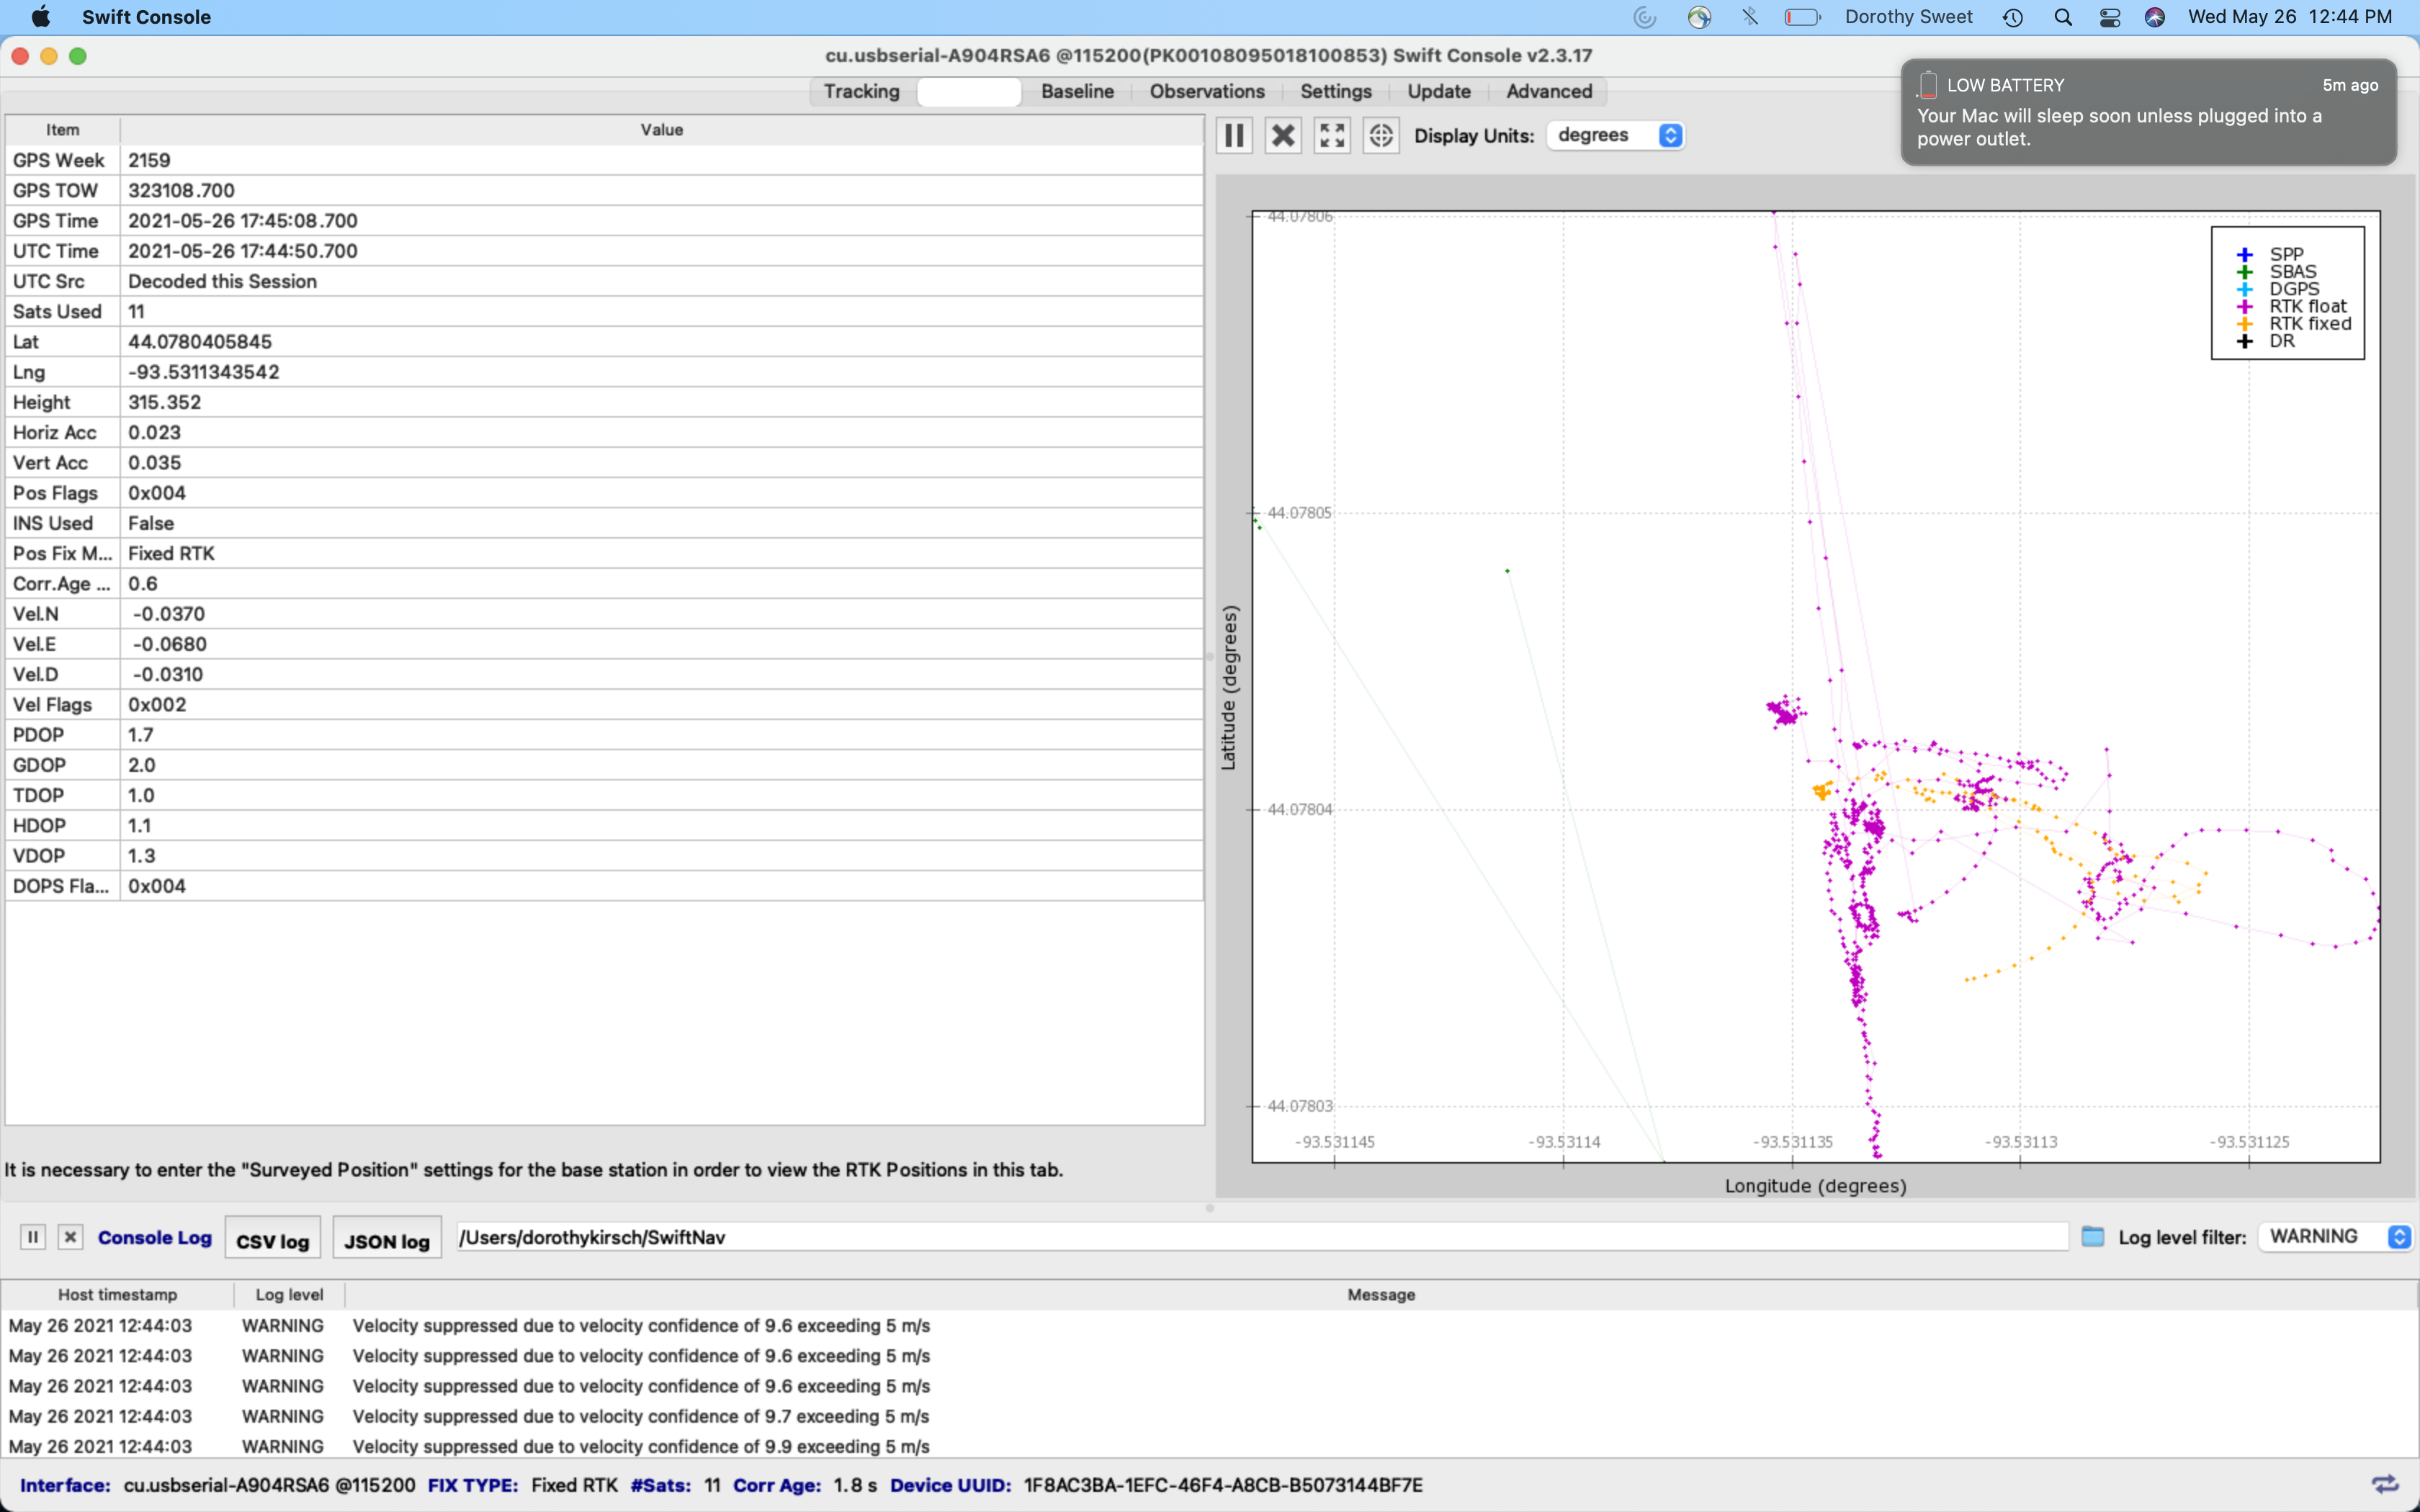 Swift Console Dorothy Sweet Wed May 26 12:44 PM
cu.usbserial-A904RSA6 @115200(PK00108095018100853) Swift Console v2.3.17
Tracking Baseline Observations Settings Update Advanced
LOW BATTERY 5m ago
Your Mac will sleep soon unless plugged into a
power outlet.
Item Value
GPS Week 2159
GPS TOW 323108.700
GPS Time 2021-05-26 17:45:08.700
UTC Time 2021-05-26 17:44:50.700
UTC Src Decoded this Session
Sats Used 11
Lat 44.0780405845
Lng -93.5311343542
Height 315.352
Horiz Acc 0.023
Vert Acc 0.035
Pos Flags 0x004
INS Used False
Pos Fix M... Fixed RTK
Corr.Age ... 0.6
Vel.N -0.0370
Vel.E -0.0680
Vel.D -0.0310
Vel Flags 0x002
PDOP 1.7
GDOP 2.0
TDOP 1.0
HDOP 1.1
VDOP 1.3
DOPS Fla... 0x004
It is necessary to enter the "Surveyed Position" settings for the base station in order to view the RTK Positions in this tab.
Display Units: degrees
44.07806
44.07805
44.07804
44.07803
Latitude (degrees)
SPP
SBAS
DGPS
RTK float
RTK fixed
DR
-93.531145 -93.53114 -93.531135 -93.53113 -93.531125
Longitude (degrees)
Console Log CSV log JSON log /Users/dorothykirsch/SwiftNav Log level filter: WARNING
Host timestamp Log level Message
May 26 2021 12:44:03 WARNING Velocity suppressed due to velocity confidence of 9.6 exceeding 5 m/s
May 26 2021 12:44:03 WARNING Velocity suppressed due to velocity confidence of 9.6 exceeding 5 m/s
May 26 2021 12:44:03 WARNING Velocity suppressed due to velocity confidence of 9.6 exceeding 5 m/s
May 26 2021 12:44:03 WARNING Velocity suppressed due to velocity confidence of 9.7 exceeding 5 m/s
May 26 2021 12:44:03 WARNING Velocity suppressed due to velocity confidence of 9.9 exceeding 5 m/s
Interface: cu.usbserial-A904RSA6 @115200 FIX TYPE: Fixed RTK #Sats: 11 Corr Age: 1.8 s Device UUID: 1F8AC3BA-1EFC-46F4-A8CB-B5073144BF7E